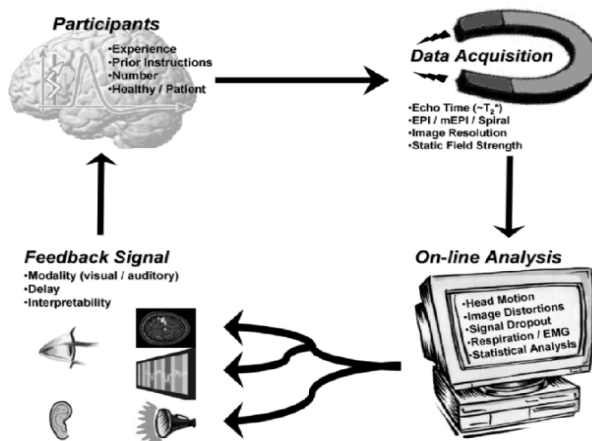 Participants
•Experience
•Prior Instructions
•Number
•Healthy / Patient
Data Acquisition
•Echo Time (~T₂*)
•EPI / mEPI / Spiral
•Image Resolution
•Static Field Strength
Feedback Signal
•Modality (visual / auditory)
•Delay
•Interpretability
On-line Analysis
•Head Motion
•Image Distortions
•Signal Dropout
•Respiration / EMG
•Statistical Analysis